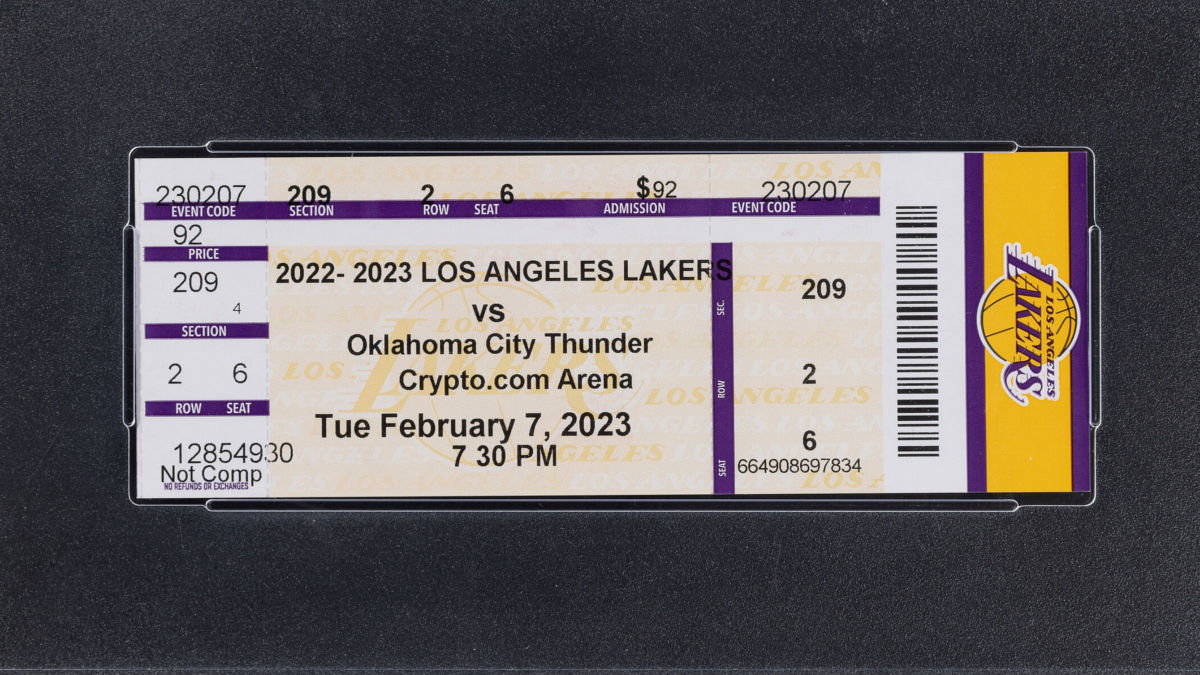 230207 209 2 6 $92 230207
EVENT CODE SECTION ROW SEAT ADMISSION EVENT CODE
92
PRICE
209
4
SECTION
2 6
ROW SEAT
12854930
Not Comp
NO REFUNDS OR EXCHANGES
2022- 2023 LOS ANGELES LAKERS
vs
Oklahoma City Thunder
Crypto.com Arena
Tue February 7, 2023
7 30 PM
SEC. 209
ROW 2
SEAT 6
664908697834
LOS ANGELES
LAKERS